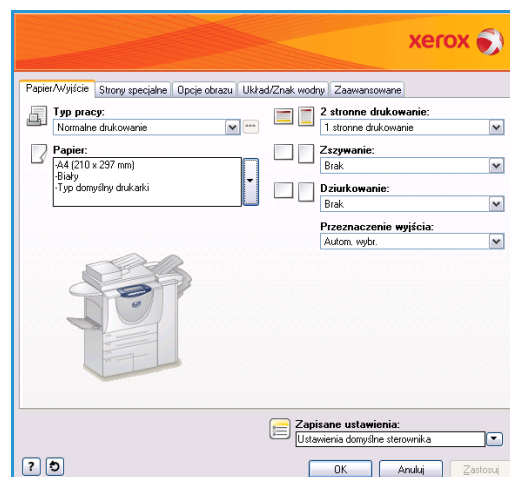 xerox
Papier/Wyjście Strony specjalne Opcje obrazu Układ/Znak wodny Zaawansowane
Typ pracy:
Normalne drukowanie
Papier:
-A4 (210 x 297 mm)
-Biały
-Typ domyślny drukarki
2 stronne drukowanie:
1 stronne drukowanie
Zszywanie:
Brak
Dziurkowanie:
Brak
Przeznaczenie wyjścia:
Autom. wybr.
Zapisane ustawienia:
Ustawienia domyślne sterownika
?
OK Anuluj Zastosuj